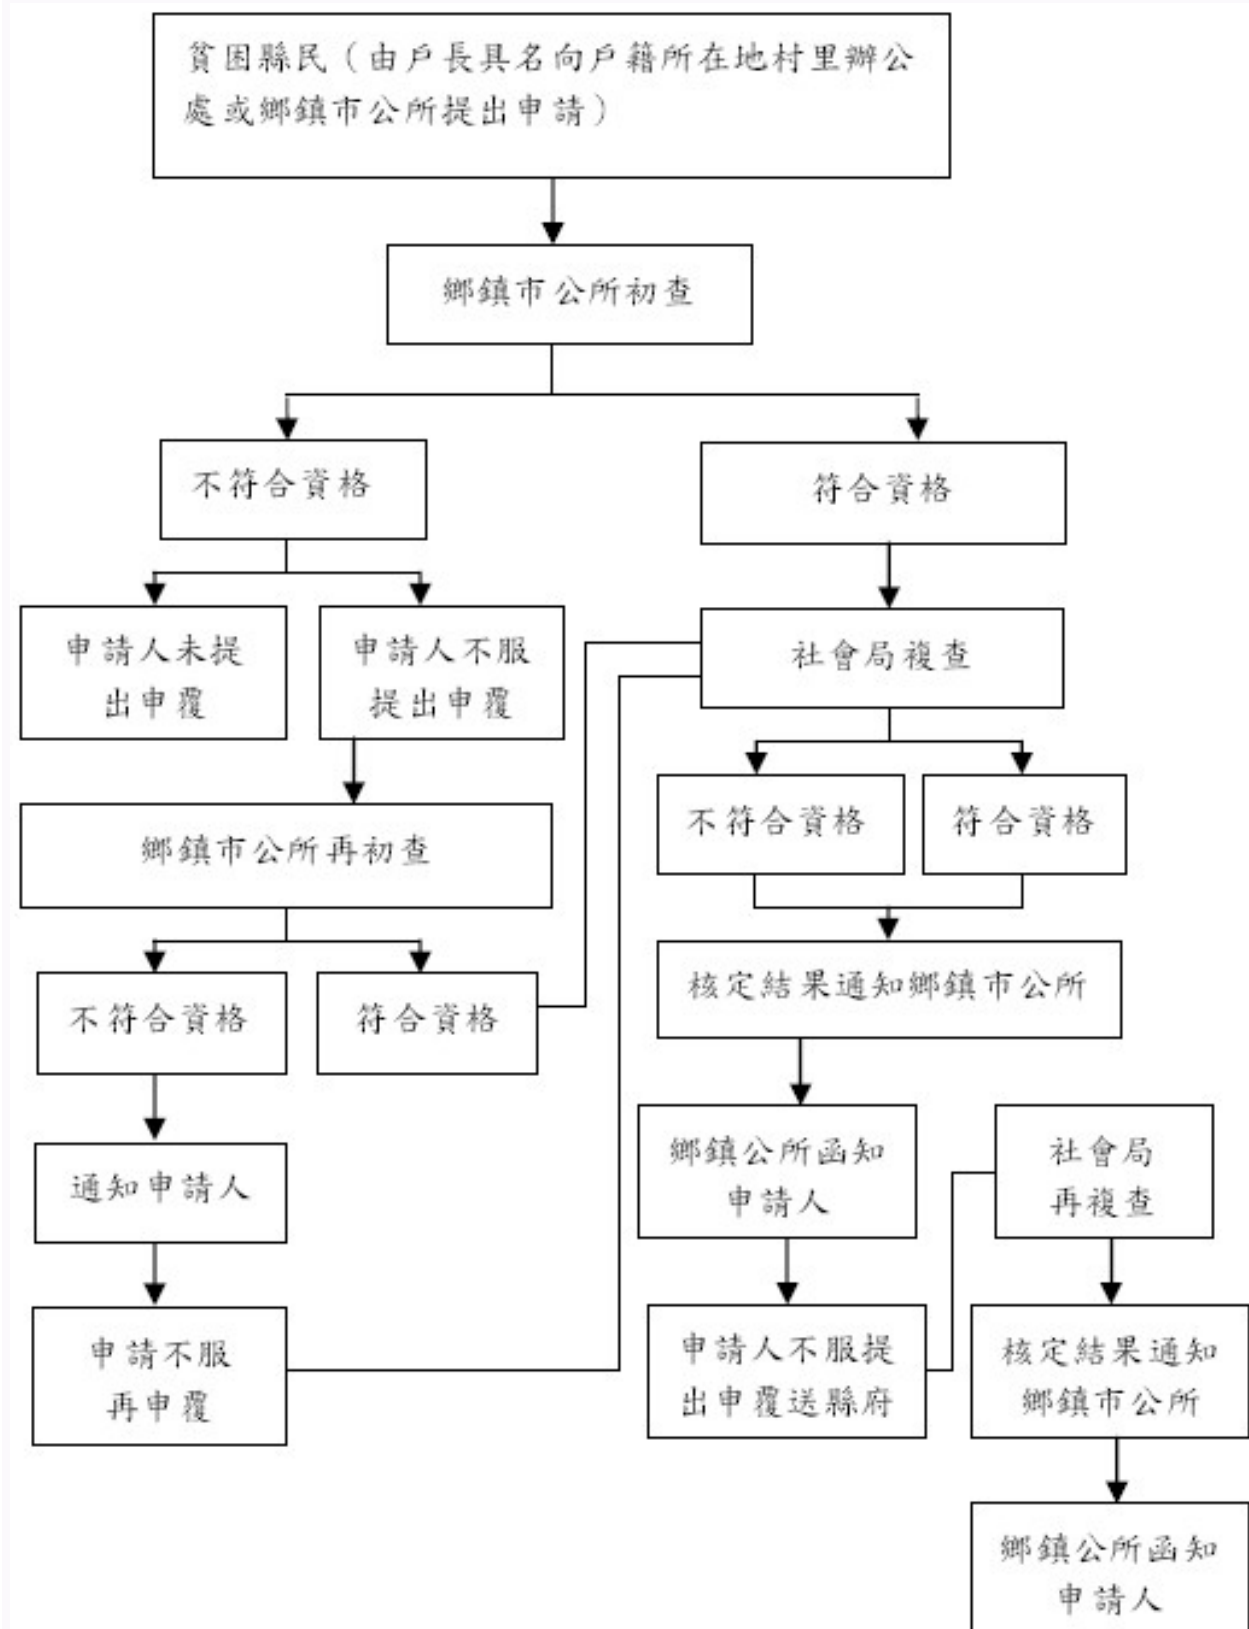 貧困縣民（由戶長具名向戶籍所在地村里辦公
處或鄉鎮市公所提出申請）
鄉鎮市公所初查
不符合資格
符合資格
申請人未提
出申覆
申請人不服
提出申覆
社會局複查
不符合資格
符合資格
鄉鎮市公所再初查
核定結果通知鄉鎮市公所
不符合資格
符合資格
鄉鎮公所函知
申請人
社會局
再複查
通知申請人
申請不服
再申覆
申請人不服提
出申覆送縣府
核定結果通知
鄉鎮市公所
鄉鎮公所函知
申請人